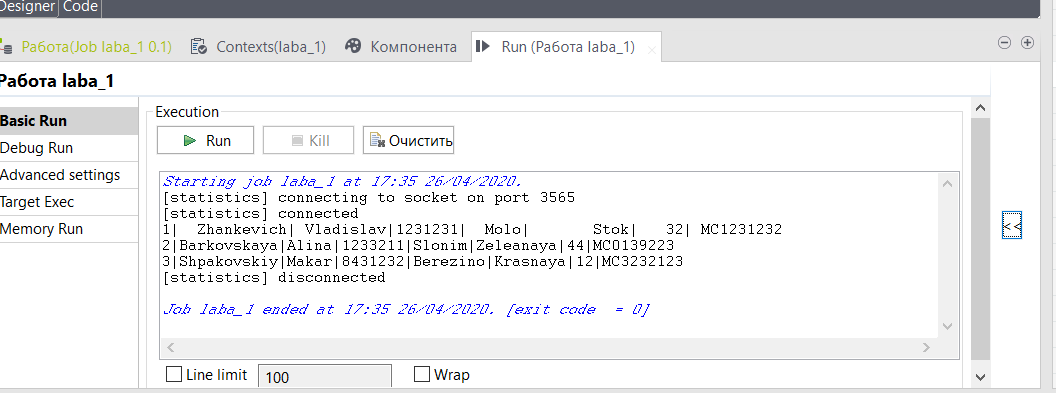 Designer Code
Работа(Job laba_1 0.1) Contexts(laba_1) Компонента Run (Работа laba_1)
Работа laba_1
Basic Run
Debug Run
Advanced settings
Target Exec
Memory Run
Execution
Run Kill Очистить
Starting job laba_1 at 17:35 26/04/2020.
[statistics] connecting to socket on port 3565
[statistics] connected
1|  Zhankevich| Vladislav|1231231|  Molo|       Stok|   32| MC1231232
2|Barkovskaya|Alina|1233211|Slonim|Zeleanaya|44|MC0139223
3|Shpakovskiy|Makar|8431232|Berezino|Krasnaya|12|MC3232123
[statistics] disconnected
Job laba_1 ended at 17:35 26/04/2020. [exit code  = 0]
<<
Line limit 100 Wrap